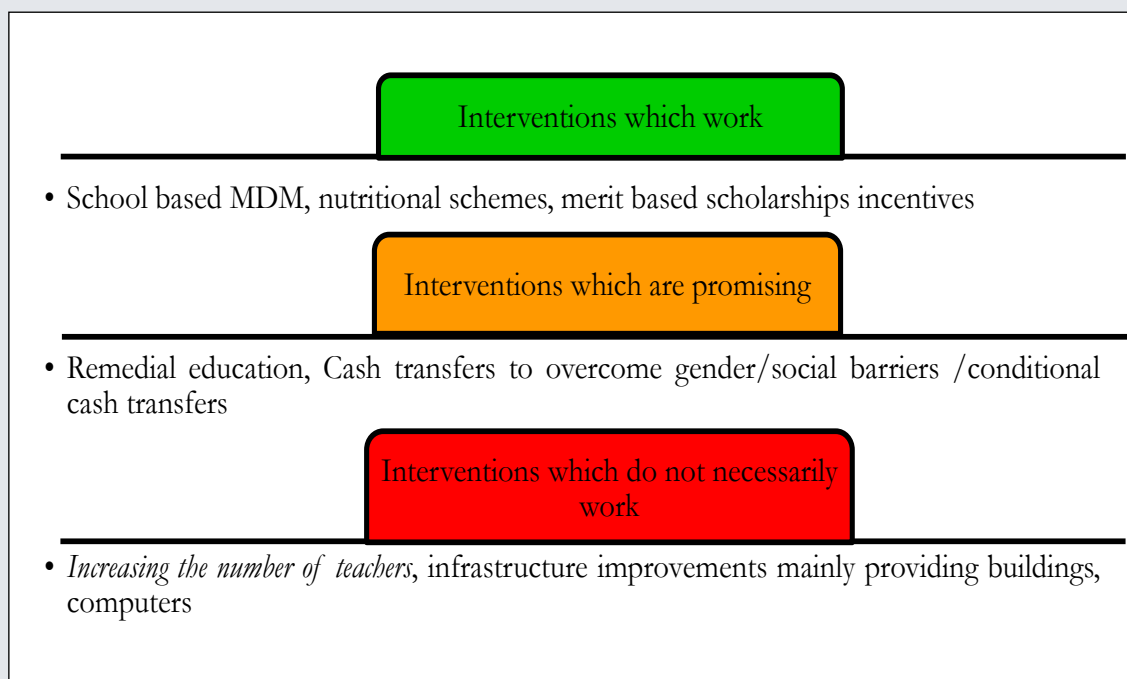 Interventions which work
• School based MDM, nutritional schemes, merit based scholarships incentives
Interventions which are promising
• Remedial education, Cash transfers to overcome gender/social barriers /conditional
cash transfers
Interventions which do not necessarily
work
• Increasing the number of teachers, infrastructure improvements mainly providing buildings,
computers